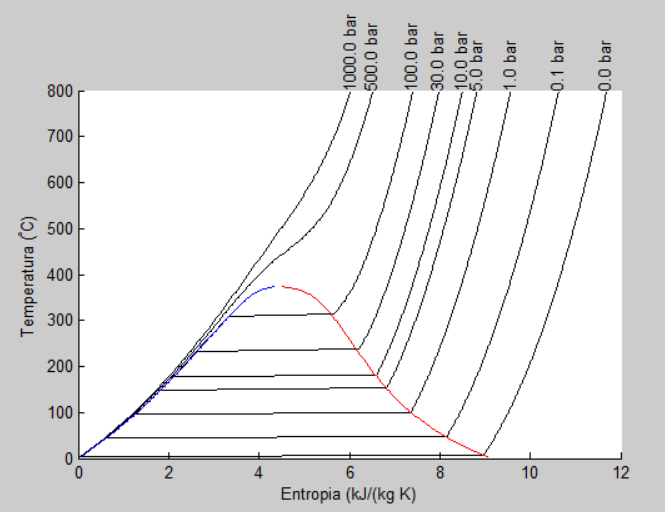 1000.0 bar
500.0 bar
100.0 bar
30.0 bar
10.0 bar
5.0 bar
1.0 bar
0.1 bar
0.0 bar
800
700
600
500
400
300
200
100
0
Temperatura (°C)
0 2 4 6 8 10 12
Entropia (kJ/(kg K)